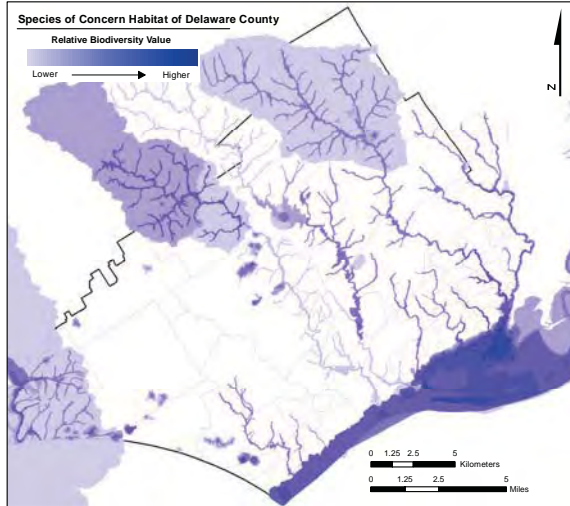 Species of Concern Habitat of Delaware County
Relative Biodiversity Value
Lower Higher
N
0 1.25 2.5 5
Kilometers
0 1.25 2.5 5
Miles